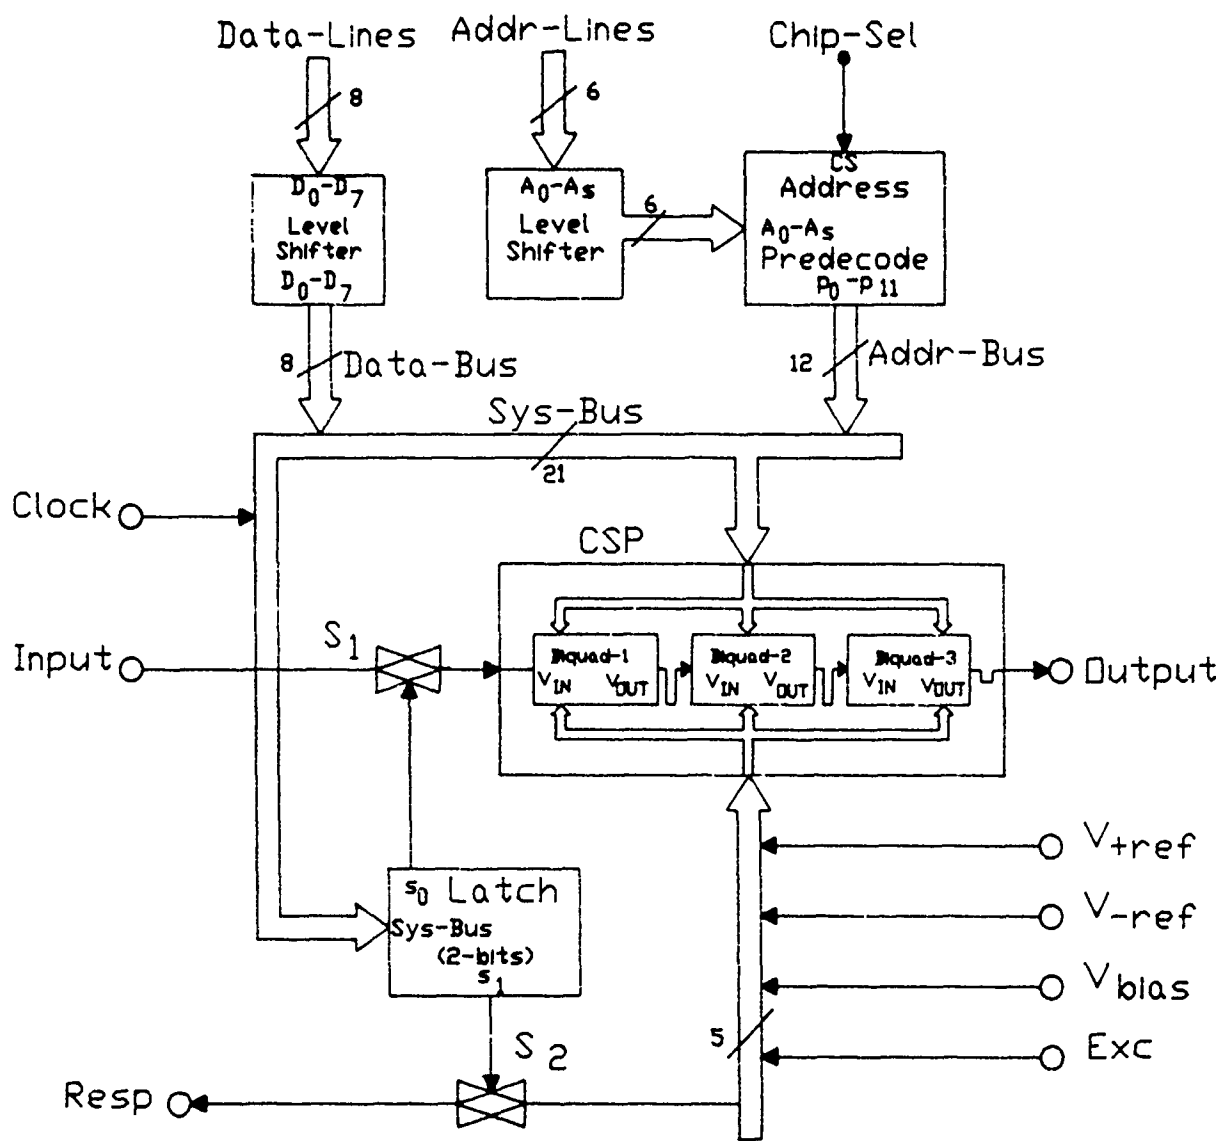 Data-Lines
Addr-Lines
Chip-Sel
8
6
D0-D7
Level
Shifter
D0-D7
A0-As
Level
Shifter
6
CS
Address
A0-As
Predecode
P0-P11
8
Data-Bus
12
Addr-Bus
Sys-Bus
21
Clock
CSP
Input
S1
Biquad-1
VIN VOUT
Biquad-2
VIN VOUT
Biquad-3
VIN VOUT
Output
V+ref
s0 Latch
Sys-Bus
(2-bits)
s1
V-ref
Vbias
5
S2
Exc
Resp